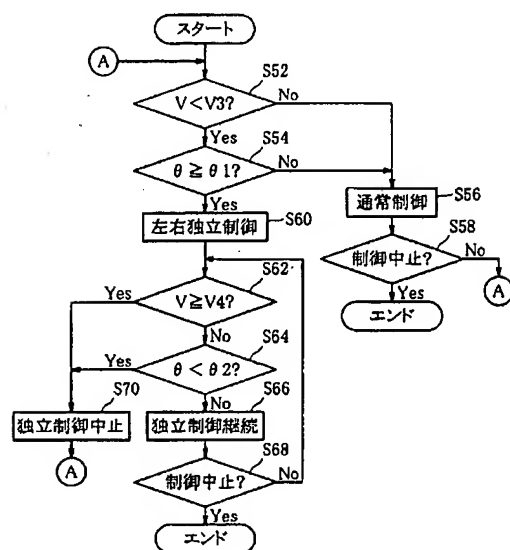 スタート
A
S52
V<V3?
No
Yes
S54
θ≧θ1?
No
Yes
S56
通常制御
S60
左右独立制御
S58
制御中止?
No
A
Yes
エンド
S62
Yes
V≧V4?
No
S64
Yes
θ<θ2?
No
S70
独立制御中止
A
S66
独立制御継続
S68
制御中止?
No
Yes
エンド